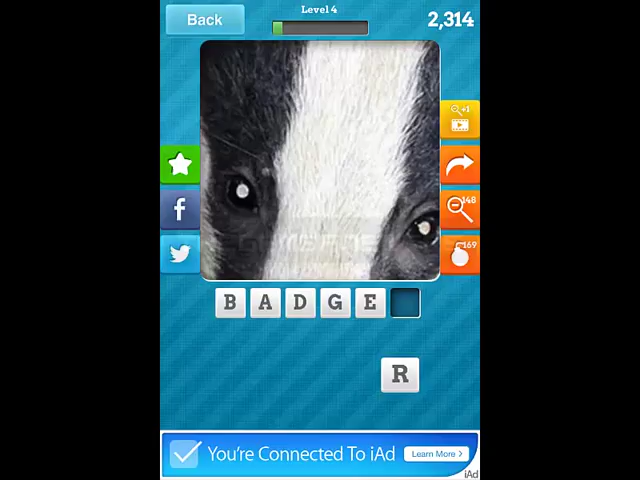 Back
Level 4
2,314
+1
148
169
B A D G E
R
You're Connected To iAd
Learn More >
iAd